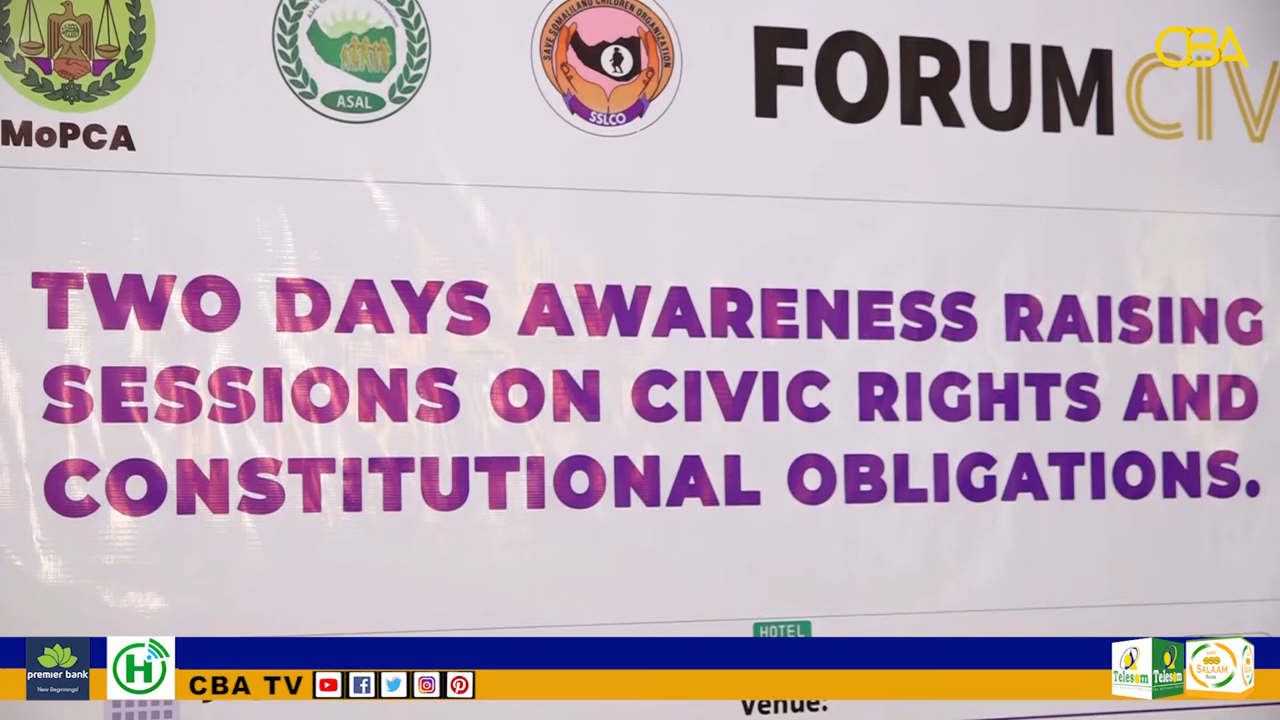 CBA
MoPCA
ASAL
SAVE SOMALILAND CHILDREN ORGANIZATION
SSLCO
FORUMCIV
TWO DAYS AWARENESS RAISING
SESSIONS ON CIVIC RIGHTS AND
CONSTITUTIONAL OBLIGATIONS.
HOTEL
Venue:
premier bank
New Beginnings!
H
CBA TV
Telesom
Telesom
SALAAM